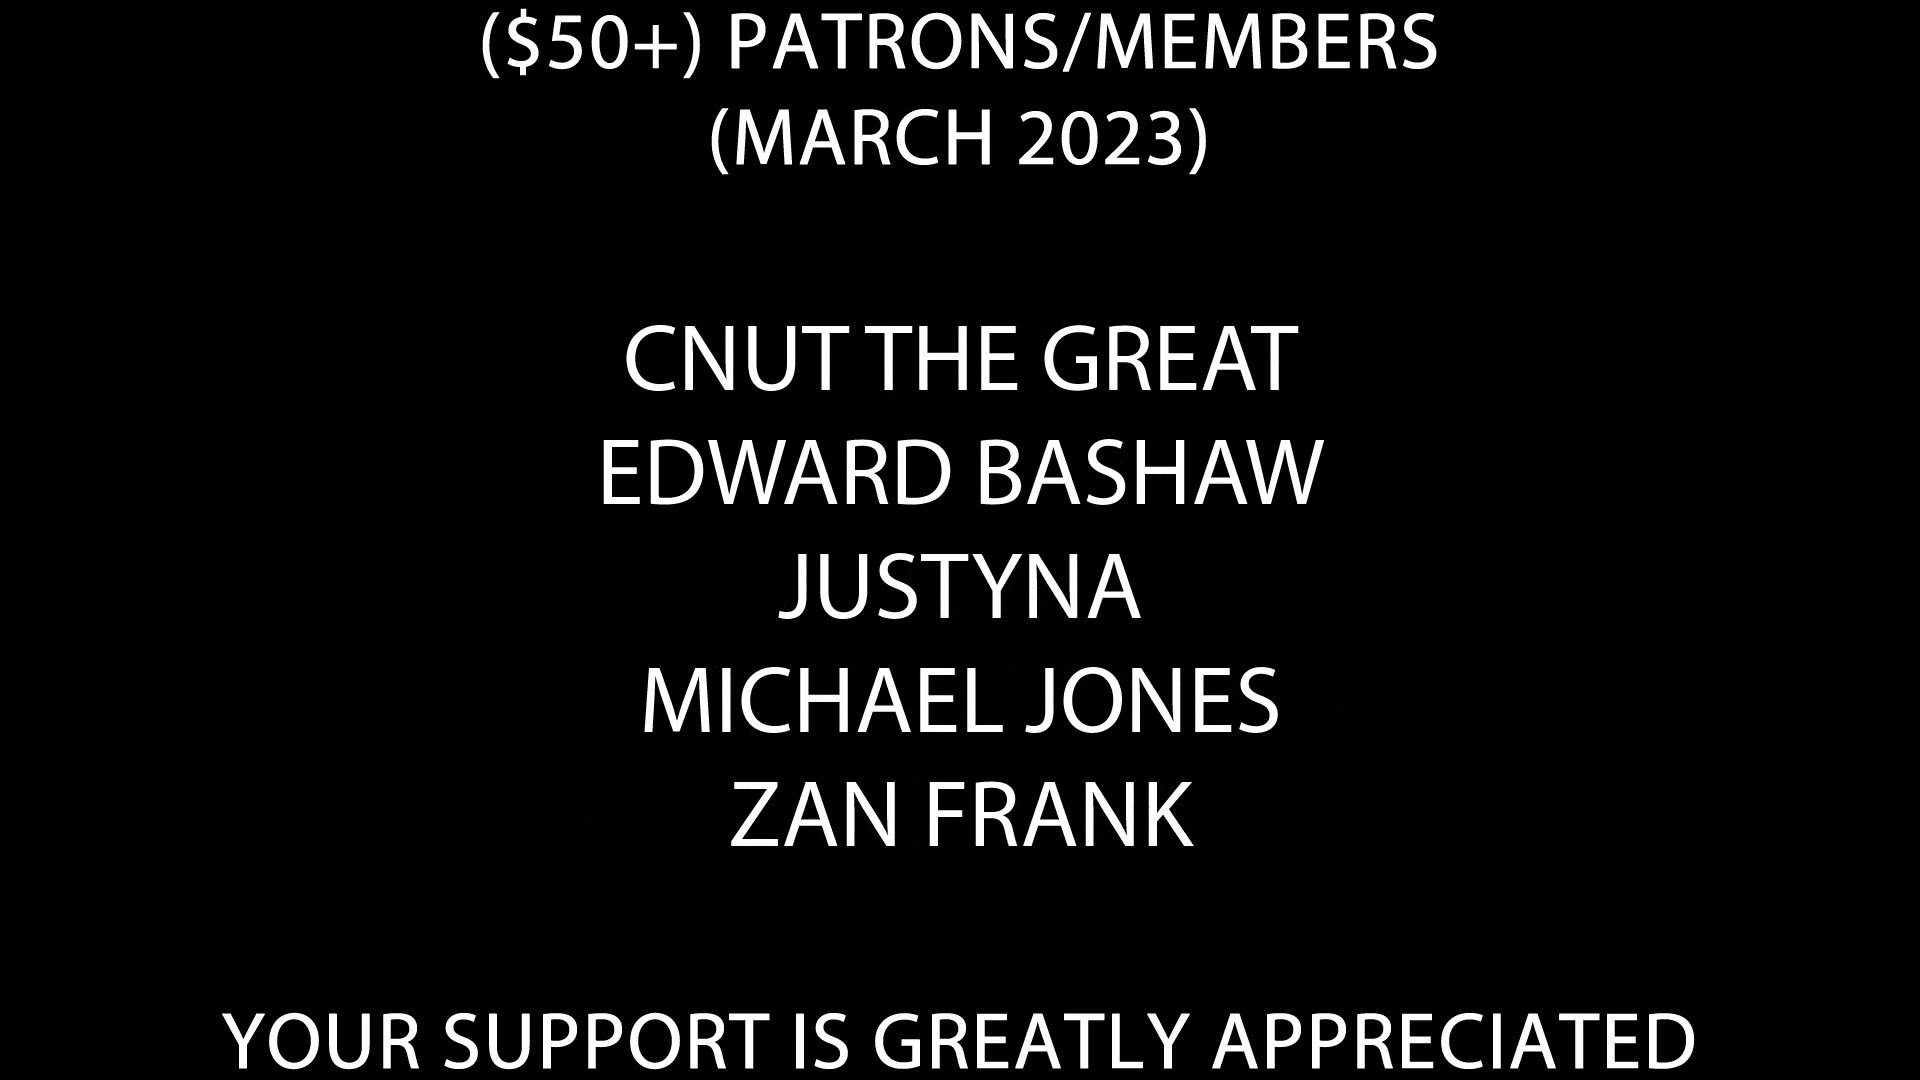 ($50+) PATRONS/MEMBERS
(MARCH 2023)
CNUT THE GREAT
EDWARD BASHAW
JUSTYNA
MICHAEL JONES
ZAN FRANK
YOUR SUPPORT IS GREATLY APPRECIATED